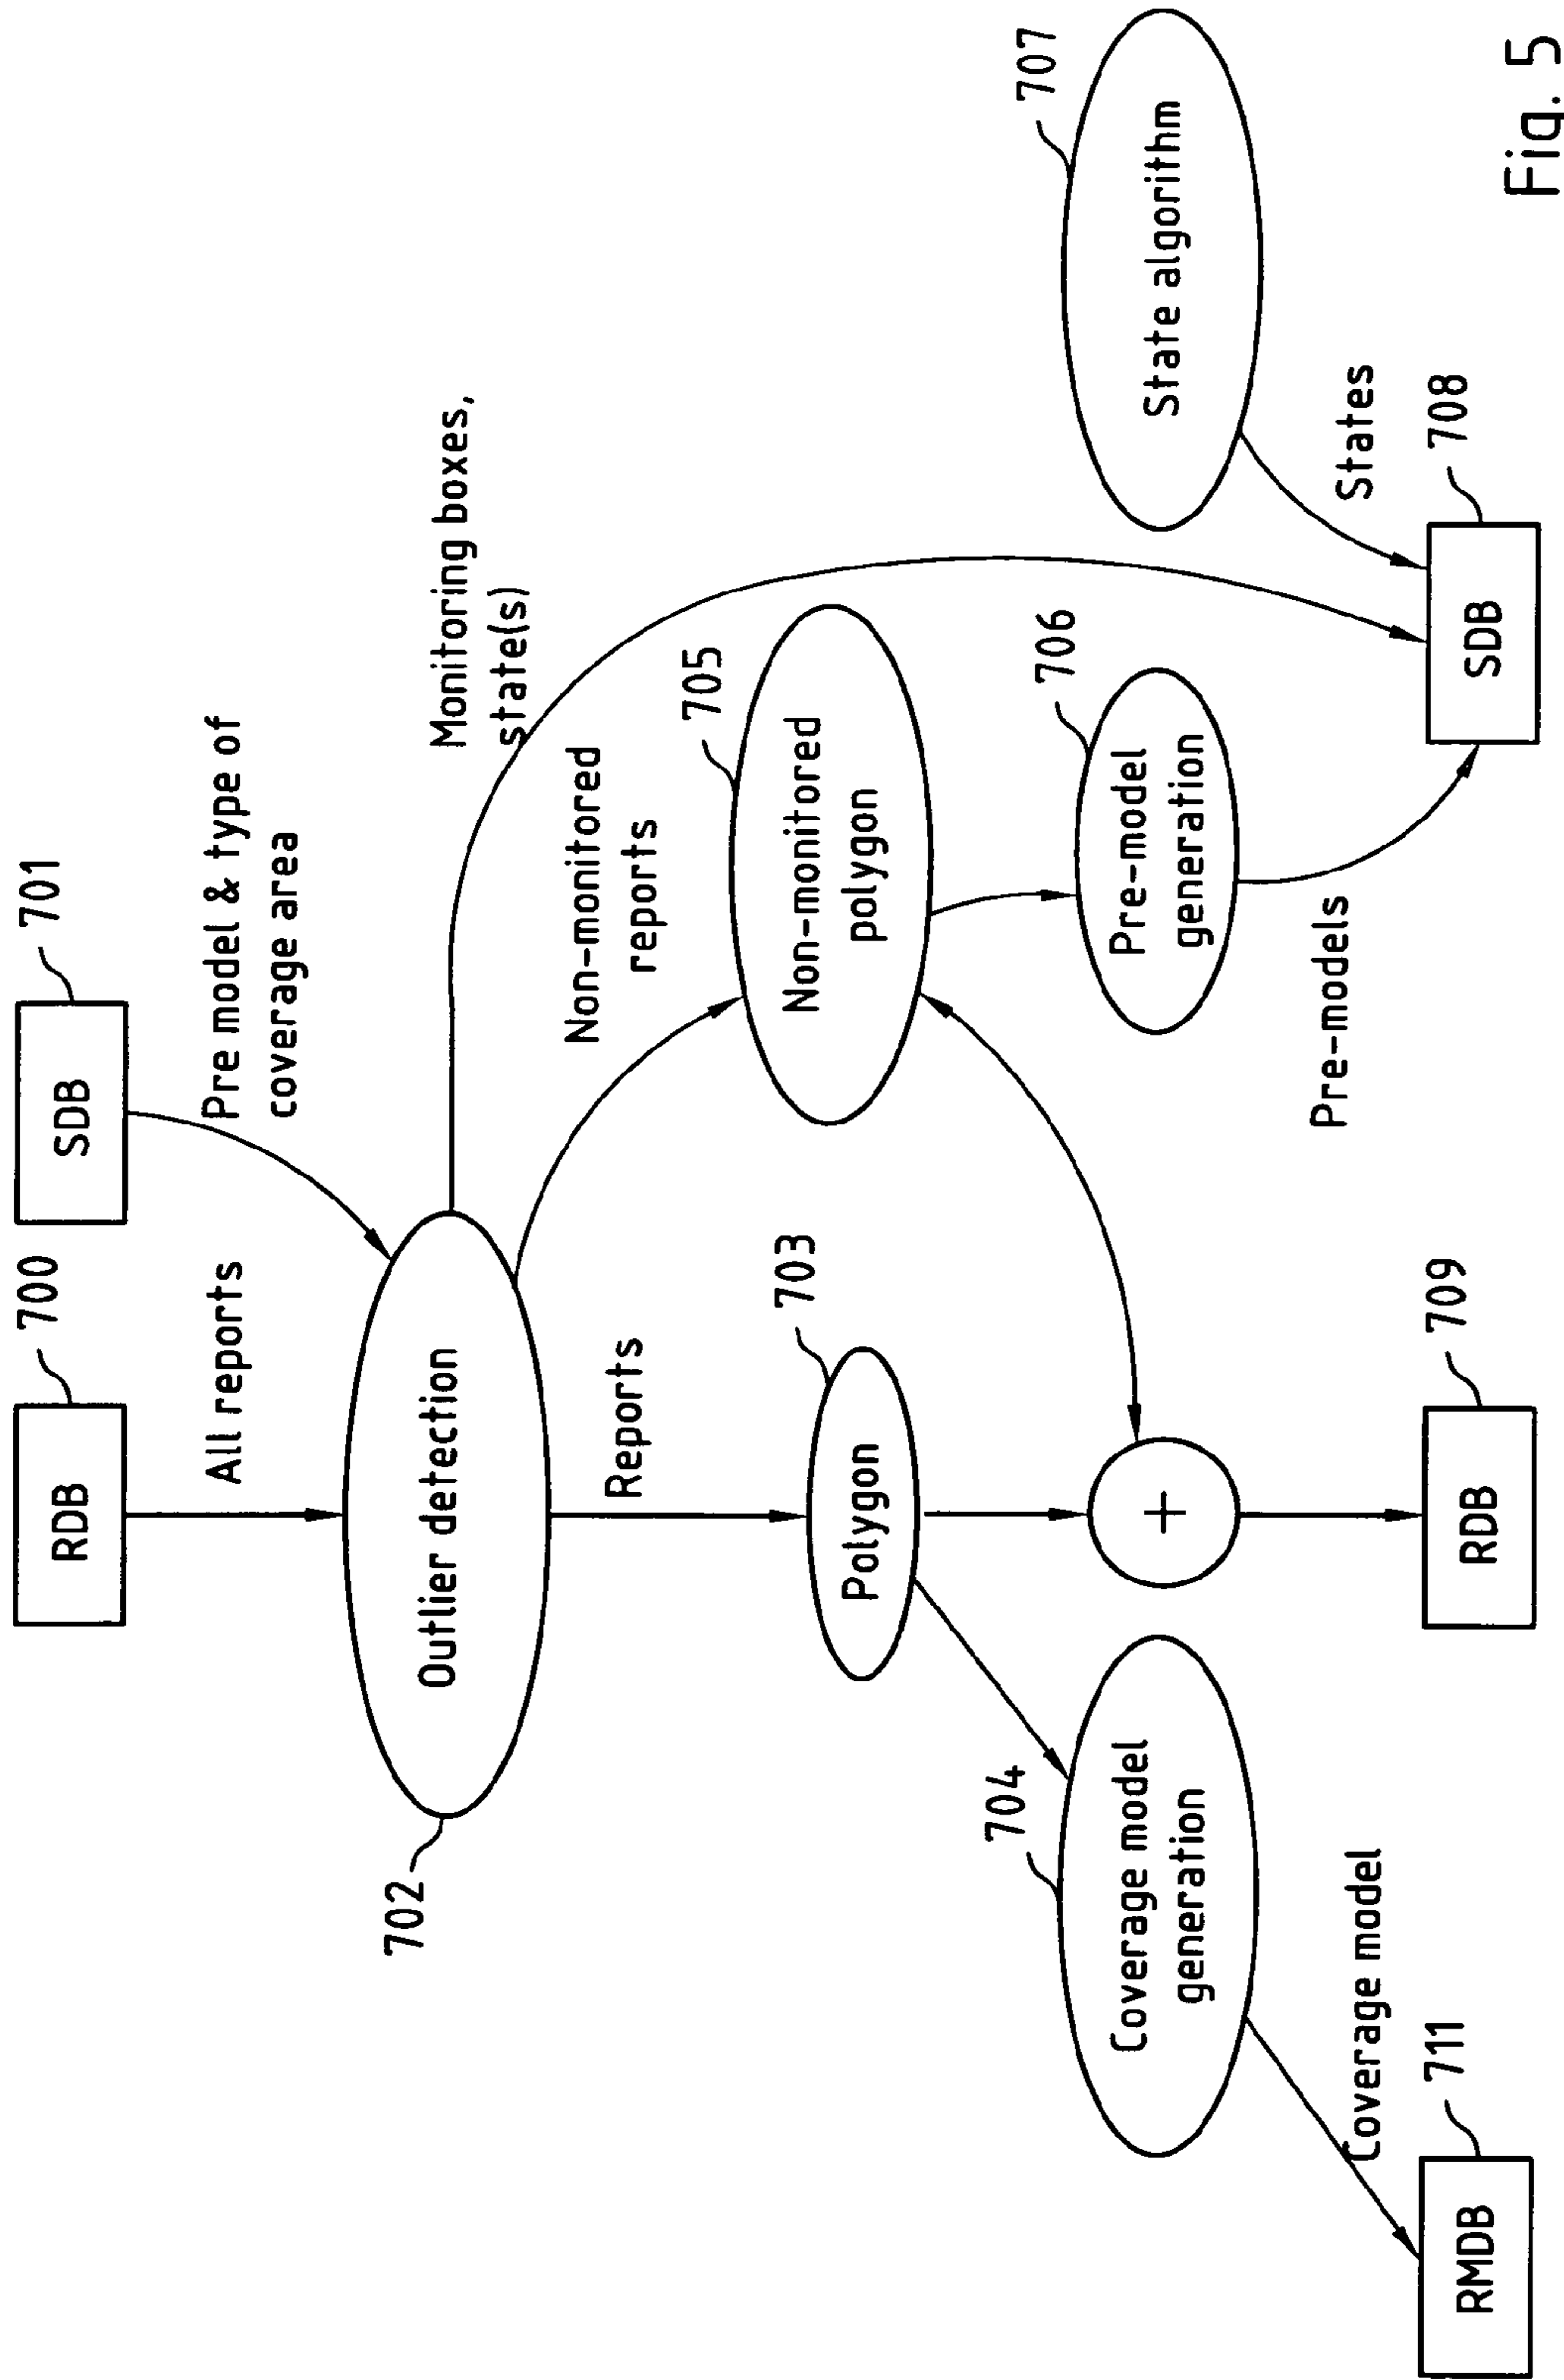 700
RDB
701
SDB
All reports
Pre model & type of
coverage area
702
Outlier detection
Monitoring boxes,
state(s)
Reports
Non-monitored
reports
703
Polygon
705
Non-monitored
polygon
704
Coverage model
generation
+
706
Pre-model
generation
707
State algorithm
Coverage model
Pre-models
States
711
RMDB
709
RDB
708
SDB
Fig. 5